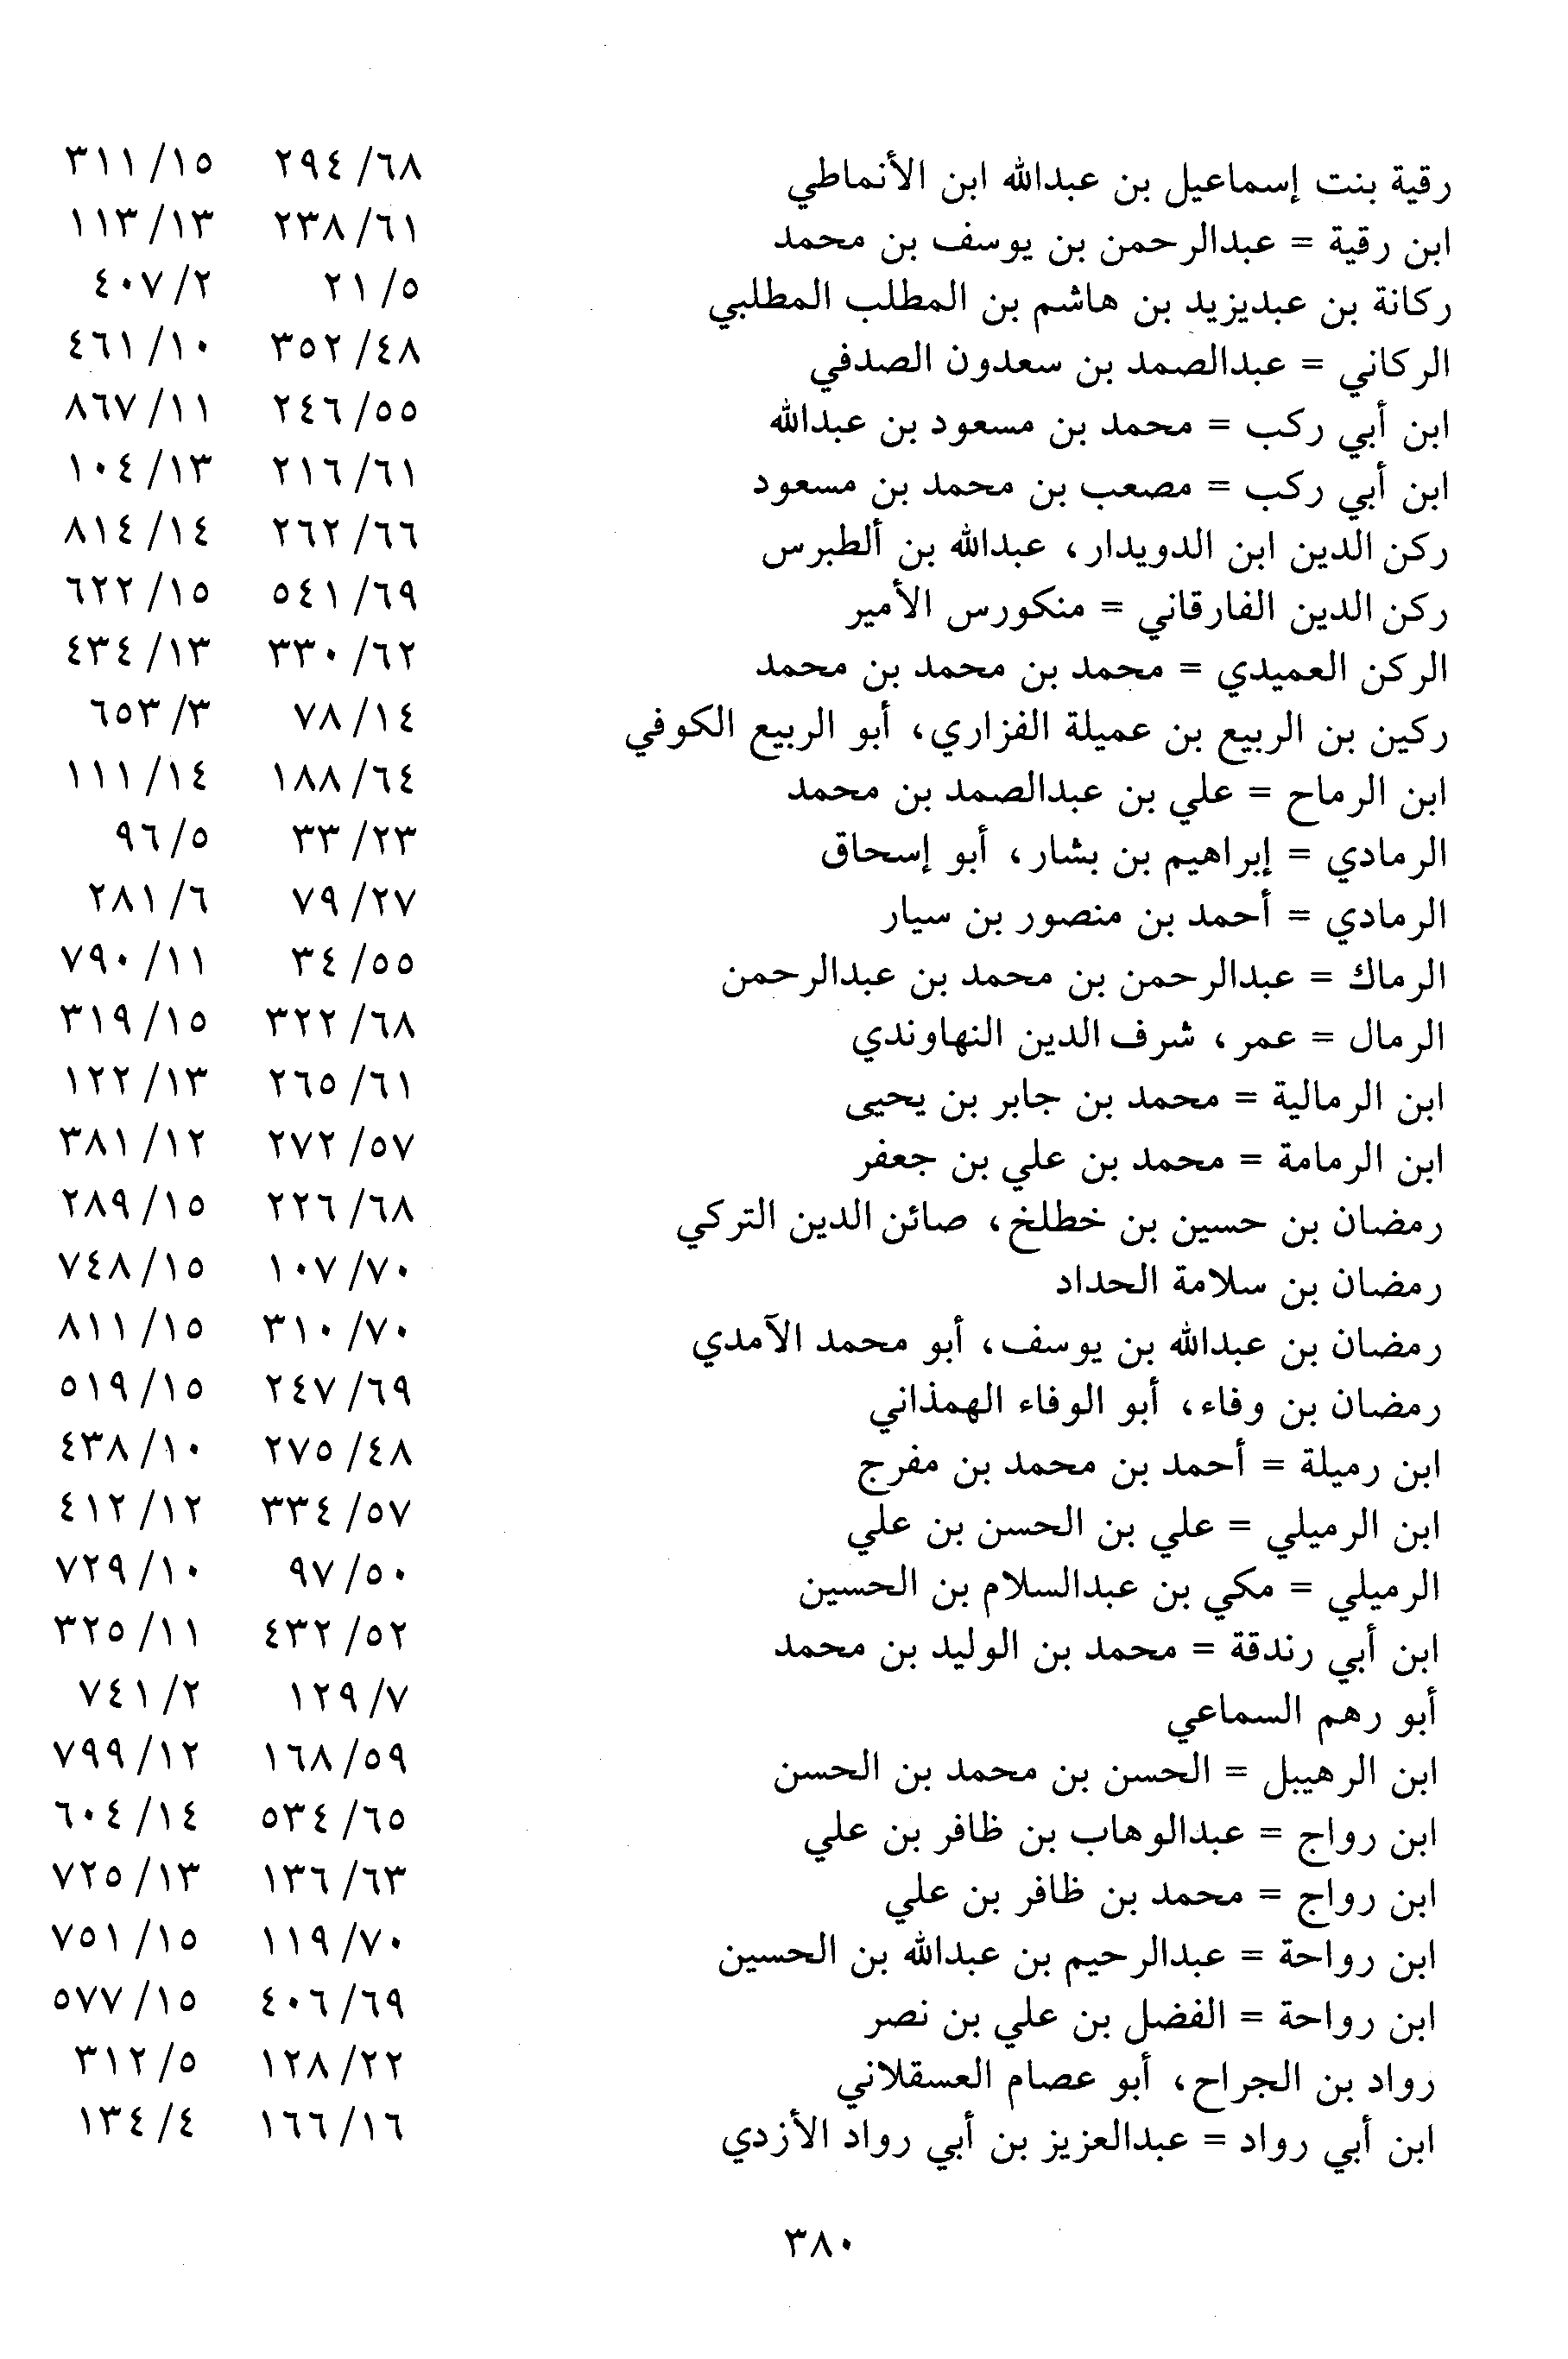 رقية بنت إسماعيل بن عبدالله ابن الأنماطي ٦٨/ ٢٩٤ ١٥/ ٣١١
ابن رقية = عبدالرحمن بن يوسف بن محمد ٦١/ ٢٣٨ ١٣/ ١١٣
ركانة بن عبديزيد بن هاشم بن المطلب المطلبي ٥/ ٢١ ٢/ ٤٠٧
الركاني = عبدالصمد بن سعدون الصدفي ٤٨/ ٣٥٢ ١٠/ ٤٦١
ابن أبي ركب = محمد بن مسعود بن عبدالله ٥٥/ ٢٤٦ ١١/ ٨٦٧
ابن أبي ركب = مصعب بن محمد بن مسعود ٦١/ ٢١٦ ١٣/ ١٠٤
ركن الدين ابن الدويدار، عبدالله بن ألطبرس ٦٦/ ٢٦٢ ١٤/ ٨١٤
ركن الدين الفارقاني = منكورس الأمير ٦٩/ ٥٤١ ١٥/ ٦٢٢
الركن العميدي = محمد بن محمد بن محمد ٦٢/ ٣٣٠ ١٣/ ٤٣٤
ركين بن الربيع بن عميلة الفزاري، أبو الربيع الكوفي ١٤/ ٧٨ ٣/ ٦٥٣
ابن الرماح = علي بن عبدالصمد بن محمد ٦٤/ ١٨٨ ١٤/ ١١١
الرمادي = إبراهيم بن بشار، أبو إسحاق ٢٣/ ٣٣ ٥/ ٩٦
الرمادي = أحمد بن منصور بن سيار ٢٧/ ٧٩ ٦/ ٢٨١
الرماك = عبدالرحمن بن محمد بن عبدالرحمن ٥٥/ ٣٤ ١١/ ٧٩٠
الرمال = عمر، شرف الدين النهاوندي ٦٨/ ٣٢٢ ١٥/ ٣١٩
ابن الرمالية = محمد بن جابر بن يحيى ٦١/ ٢٦٥ ١٣/ ١٢٢
ابن الرمامة = محمد بن علي بن جعفر ٥٧/ ٢٧٢ ١٢/ ٣٨١
رمضان بن حسين بن خطلخ، صائن الدين التركي ٦٨/ ٢٢٦ ١٥/ ٢٨٩
رمضان بن سلامة الحداد ٧٠/ ١٠٧ ١٥/ ٧٤٨
رمضان بن عبدالله بن يوسف، أبو محمد الآمدي ٧٠/ ٣١٠ ١٥/ ٨١١
رمضان بن وفاء، أبو الوفاء الهمذاني ٦٩/ ٢٤٧ ١٥/ ٥١٩
ابن رميلة = أحمد بن محمد بن مفرج ٤٨/ ٢٧٥ ١٠/ ٤٣٨
ابن الرميلي = علي بن الحسن بن علي ٥٧/ ٣٣٤ ١٢/ ٤١٢
الرميلي = مكي بن عبدالسلام بن الحسين ٥٠/ ٩٧ ١٠/ ٧٢٩
ابن أبي رندقة = محمد بن الوليد بن محمد ٥٢/ ٤٣٢ ١١/ ٣٢٥
أبو رهم السماعي ٧/ ١٢٩ ٢/ ٧٤١
ابن الرهيبل = الحسن بن محمد بن الحسن ٥٩/ ١٦٨ ١٢/ ٧٩٩
ابن رواج = عبدالوهاب بن ظافر بن علي ٦٥/ ٥٣٤ ١٤/ ٦٠٤
ابن رواج = محمد بن ظافر بن علي ٦٣/ ١٣٦ ١٣/ ٧٢٥
ابن رواحة = عبدالرحيم بن عبدالله بن الحسين ٧٠/ ١١٩ ١٥/ ٧٥١
ابن رواحة = الفضل بن علي بن نصر ٦٩/ ٤٠٦ ١٥/ ٥٧٧
رواد بن الجراح، أبو عصام العسقلاني ٢٢/ ١٢٨ ٥/ ٣١٢
ابن أبي رواد = عبدالعزيز بن أبي رواد الأزدي ١٦/ ١٦٦ ٤/ ١٣٤
٣٨٠